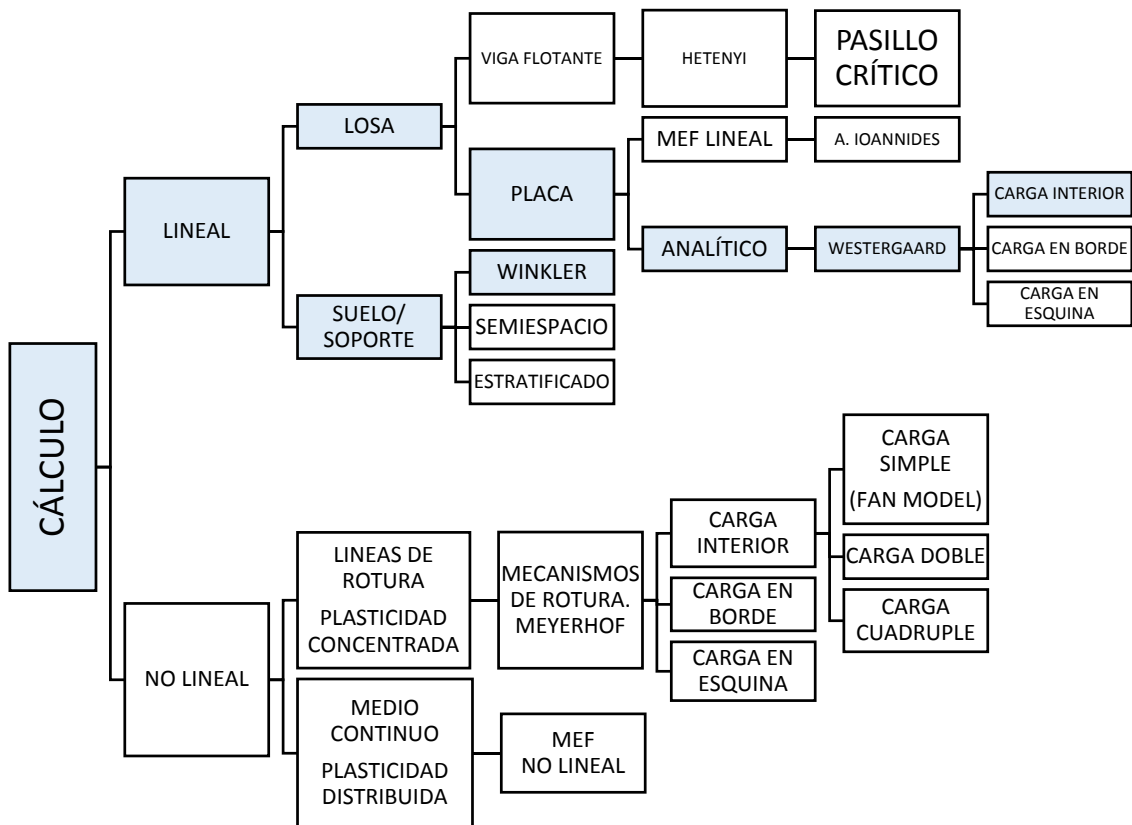 CÁLCULO
LINEAL
LOSA
VIGA FLOTANTE
HETENYI
PASILLO
CRÍTICO
PLACA
MEF LINEAL
A. IOANNIDES
ANALÍTICO
WESTERGAARD
CARGA INTERIOR
CARGA EN BORDE
CARGA EN
ESQUINA
SUELO/
SOPORTE
WINKLER
SEMIESPACIO
ESTRATIFICADO
NO LINEAL
LINEAS DE
ROTURA
PLASTICIDAD
CONCENTRADA
MECANISMOS
DE ROTURA.
MEYERHOF
CARGA
INTERIOR
CARGA
SIMPLE
(FAN MODEL)
CARGA DOBLE
CARGA
CUADRUPLE
CARGA EN
BORDE
CARGA EN
ESQUINA
MEDIO
CONTINUO
PLASTICIDAD
DISTRIBUIDA
MEF
NO LINEAL